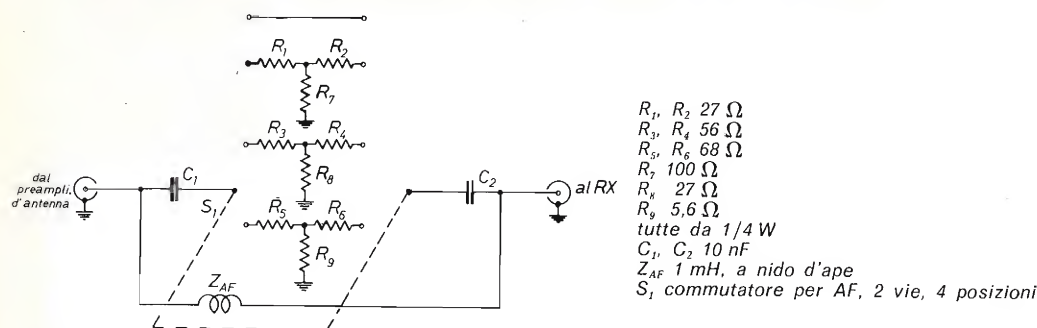 R₁ R₂
R₇
R₃ R₄
R₈
R₅ R₆
R₉
dal
preampli.
d'antenna
C₁
S₁
Z_AF
C₂
al RX
R₁, R₂ 27 Ω
R₃, R₄ 56 Ω
R₅, R₆ 68 Ω
R₇ 100 Ω
R₈ 27 Ω
R₉ 5,6 Ω
tutte da 1/4 W
C₁, C₂ 10 nF
Z_AF 1 mH, a nido d'ape
S₁ commutatore per AF, 2 vie, 4 posizioni